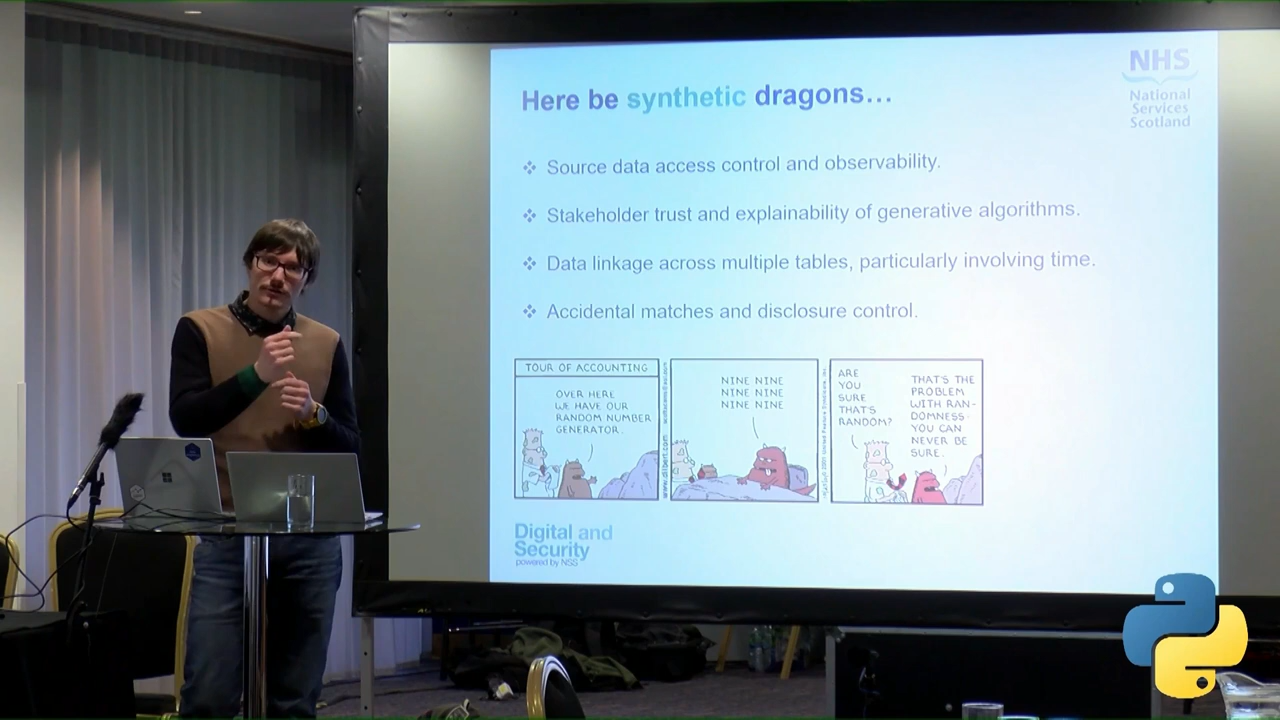 Here be synthetic dragons…
NHS
National
Services
Scotland
Source data access control and observability.
Stakeholder trust and explainability of generative algorithms.
Data linkage across multiple tables, particularly involving time.
Accidental matches and disclosure control.
TOUR OF ACCOUNTING
OVER HERE
WE HAVE OUR
RANDOM NUMBER
GENERATOR.
www.dilbert.com
NINE NINE
NINE NINE
NINE NINE
ARE
YOU
SURE
THAT'S
RANDOM?
THAT'S THE
PROBLEM
WITH RAN-
DOMNESS-
YOU CAN
NEVER BE
SURE.
Digital and
Security
powered by NSS